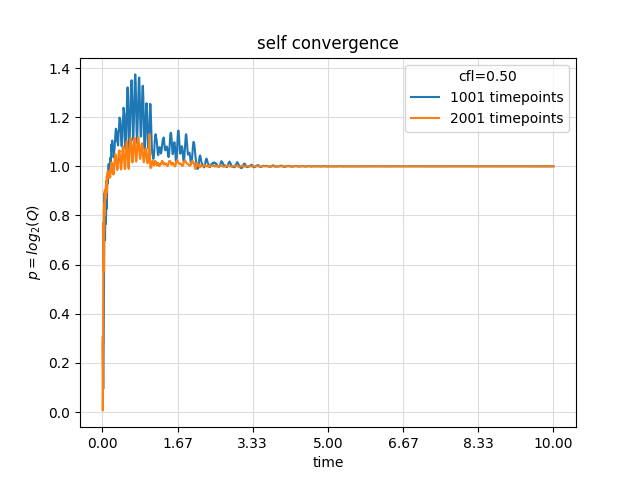 self convergence
cfl=0.50
1001 timepoints
2001 timepoints
p = log₂(Q)
1.4
1.2
1.0
0.8
0.6
0.4
0.2
0.0
0.00 1.67 3.33 5.00 6.67 8.33 10.00
time